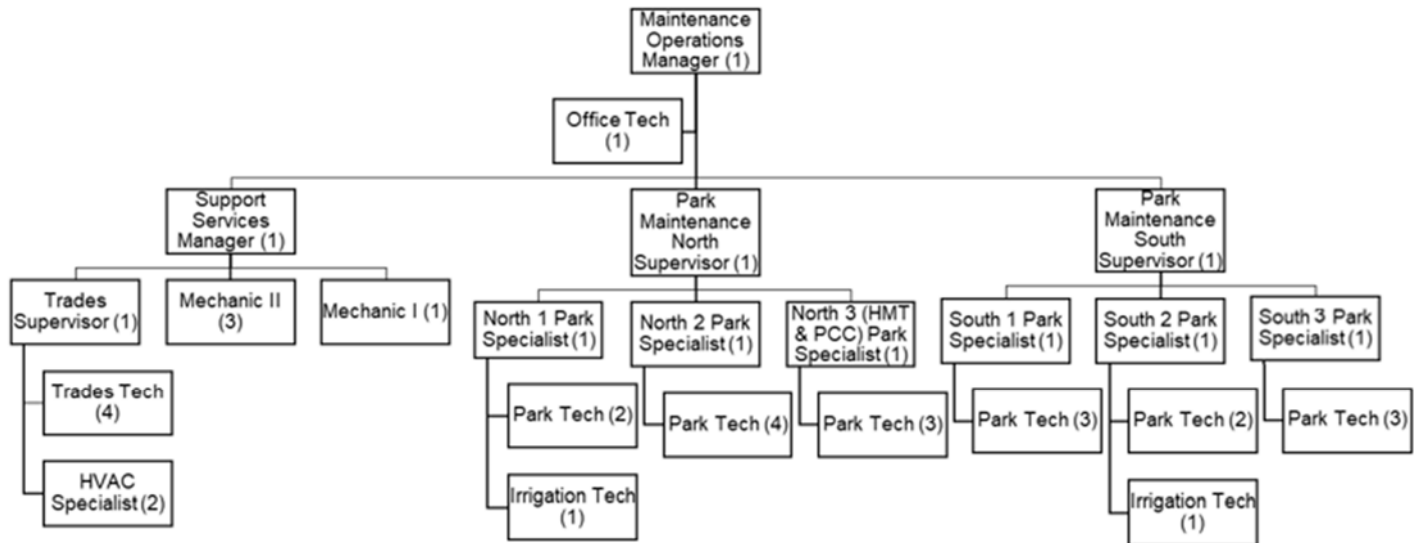 Maintenance
Operations
Manager (1)
Office Tech
(1)
Support
Services
Manager (1)
Park
Maintenance
North
Supervisor (1)
Park
Maintenance
South
Supervisor (1)
Trades
Supervisor (1)
Mechanic II
(3)
Mechanic I (1)
North 1 Park
Specialist (1)
North 2 Park
Specialist (1)
North 3 (HMT
& PCC) Park
Specialist (1)
South 1 Park
Specialist (1)
South 2 Park
Specialist (1)
South 3 Park
Specialist (1)
Trades Tech
(4)
HVAC
Specialist (2)
Park Tech (2)
Irrigation Tech
(1)
Park Tech (4)
Park Tech (3)
Park Tech (3)
Park Tech (2)
Irrigation Tech
(1)
Park Tech (3)